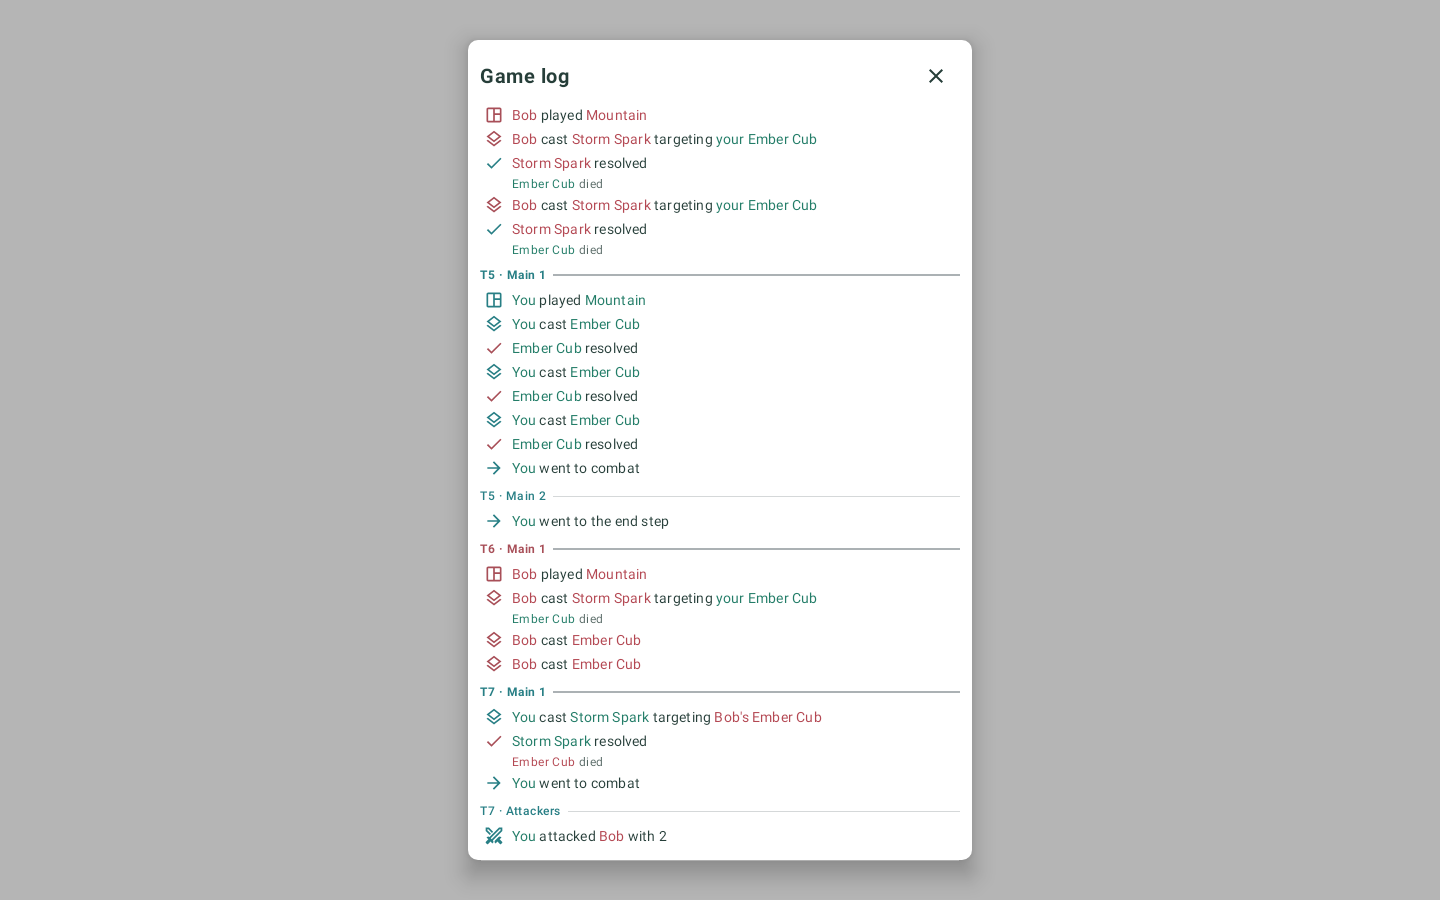 Game log
Bob played Mountain
Bob cast Storm Spark targeting your Ember Cub
Storm Spark resolved
Ember Cub died
Bob cast Storm Spark targeting your Ember Cub
Storm Spark resolved
Ember Cub died
T5 · Main 1
You played Mountain
You cast Ember Cub
Ember Cub resolved
You cast Ember Cub
Ember Cub resolved
You cast Ember Cub
Ember Cub resolved
You went to combat
T5 · Main 2
You went to the end step
T6 · Main 1
Bob played Mountain
Bob cast Storm Spark targeting your Ember Cub
Ember Cub died
Bob cast Ember Cub
Bob cast Ember Cub
T7 · Main 1
You cast Storm Spark targeting Bob's Ember Cub
Storm Spark resolved
Ember Cub died
You went to combat
T7 · Attackers
You attacked Bob with 2